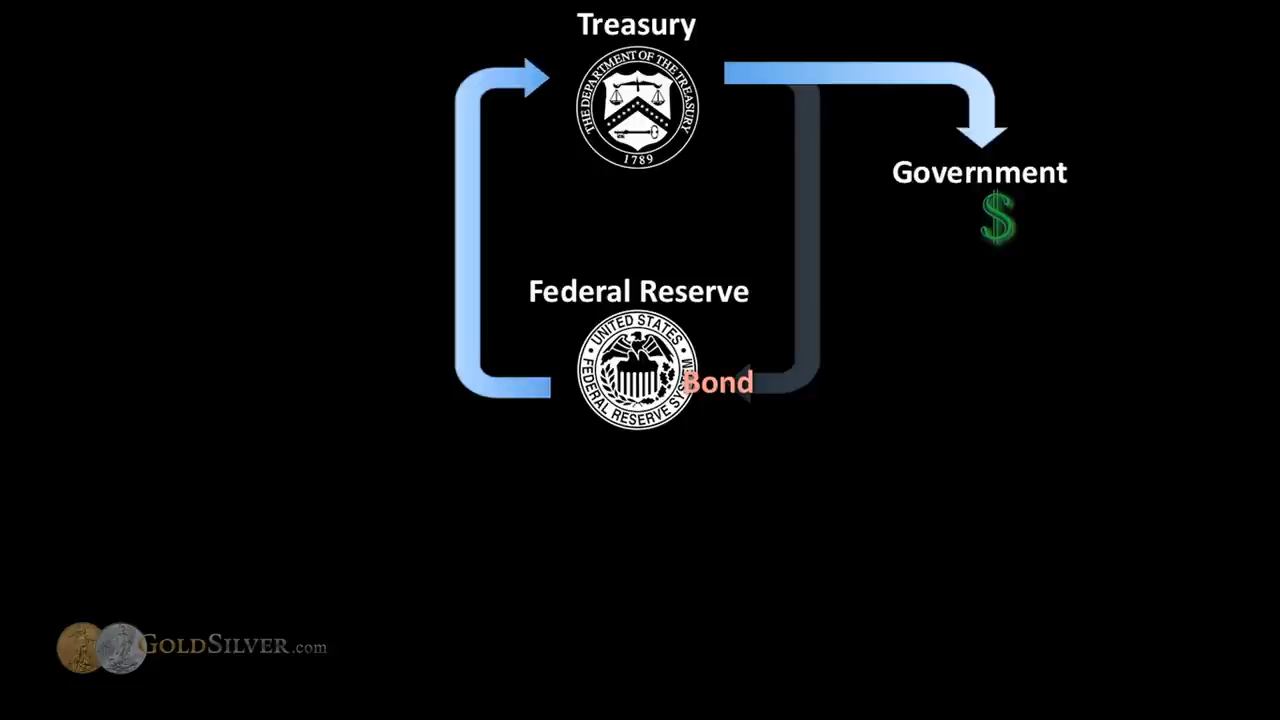 Treasury
THE DEPARTMENT OF THE TREASURY
1789
Government
$
Federal Reserve
UNITED STATES
FEDERAL RESERVE SYSTEM
Bond
GOLDSILVER.com